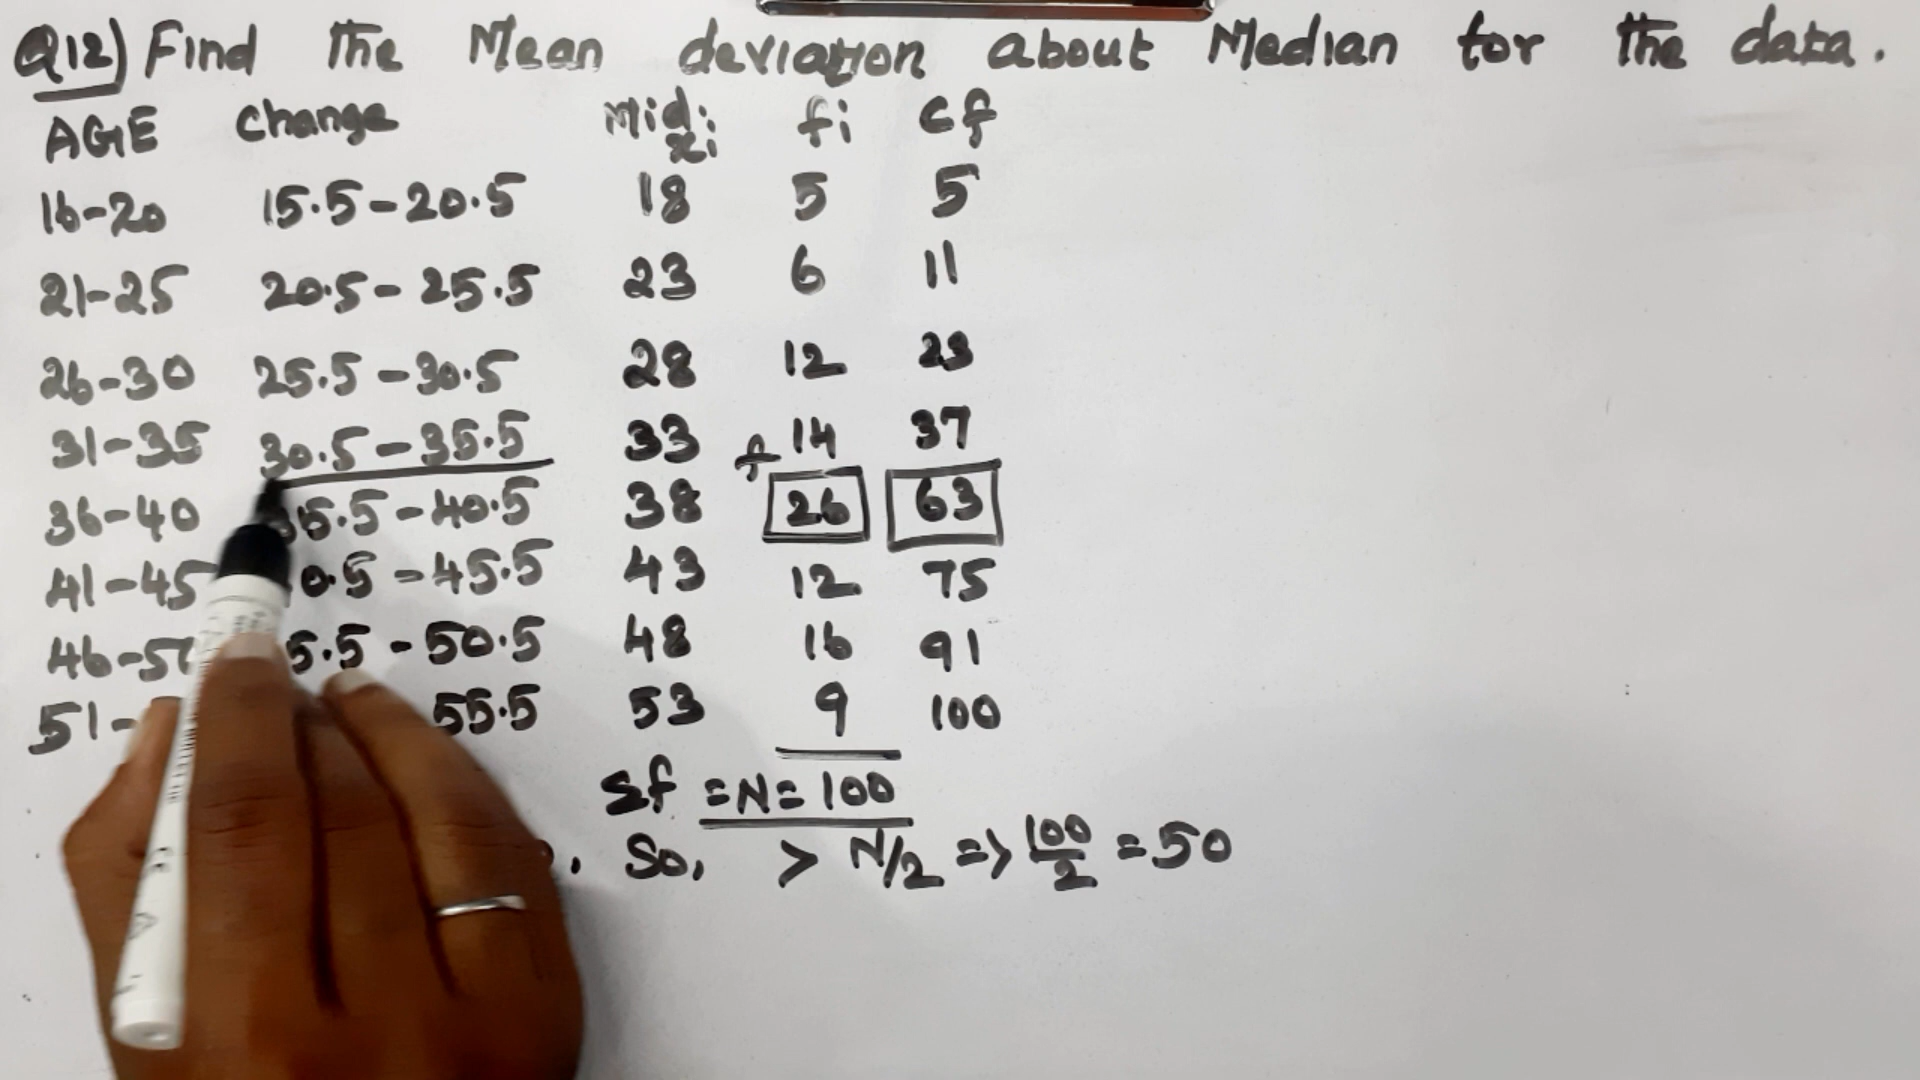 Q12) Find the Mean deviation about Median for the data.
AGE Change Mid: xi fi cf
16-20 15.5-20.5 18 5 5
21-25 20.5-25.5 23 6 11
26-30 25.5-30.5 28 12 23
31-35 30.5-35.5 33 14 37
36-40 5.5-40.5 38 f 26 63
41-45 0.5-45.5 43 12 75
46-5 5.5-50.5 48 16 91
51- 55.5 53 9 100
Σf =N=100
So, > N/2 => 100/2 =50